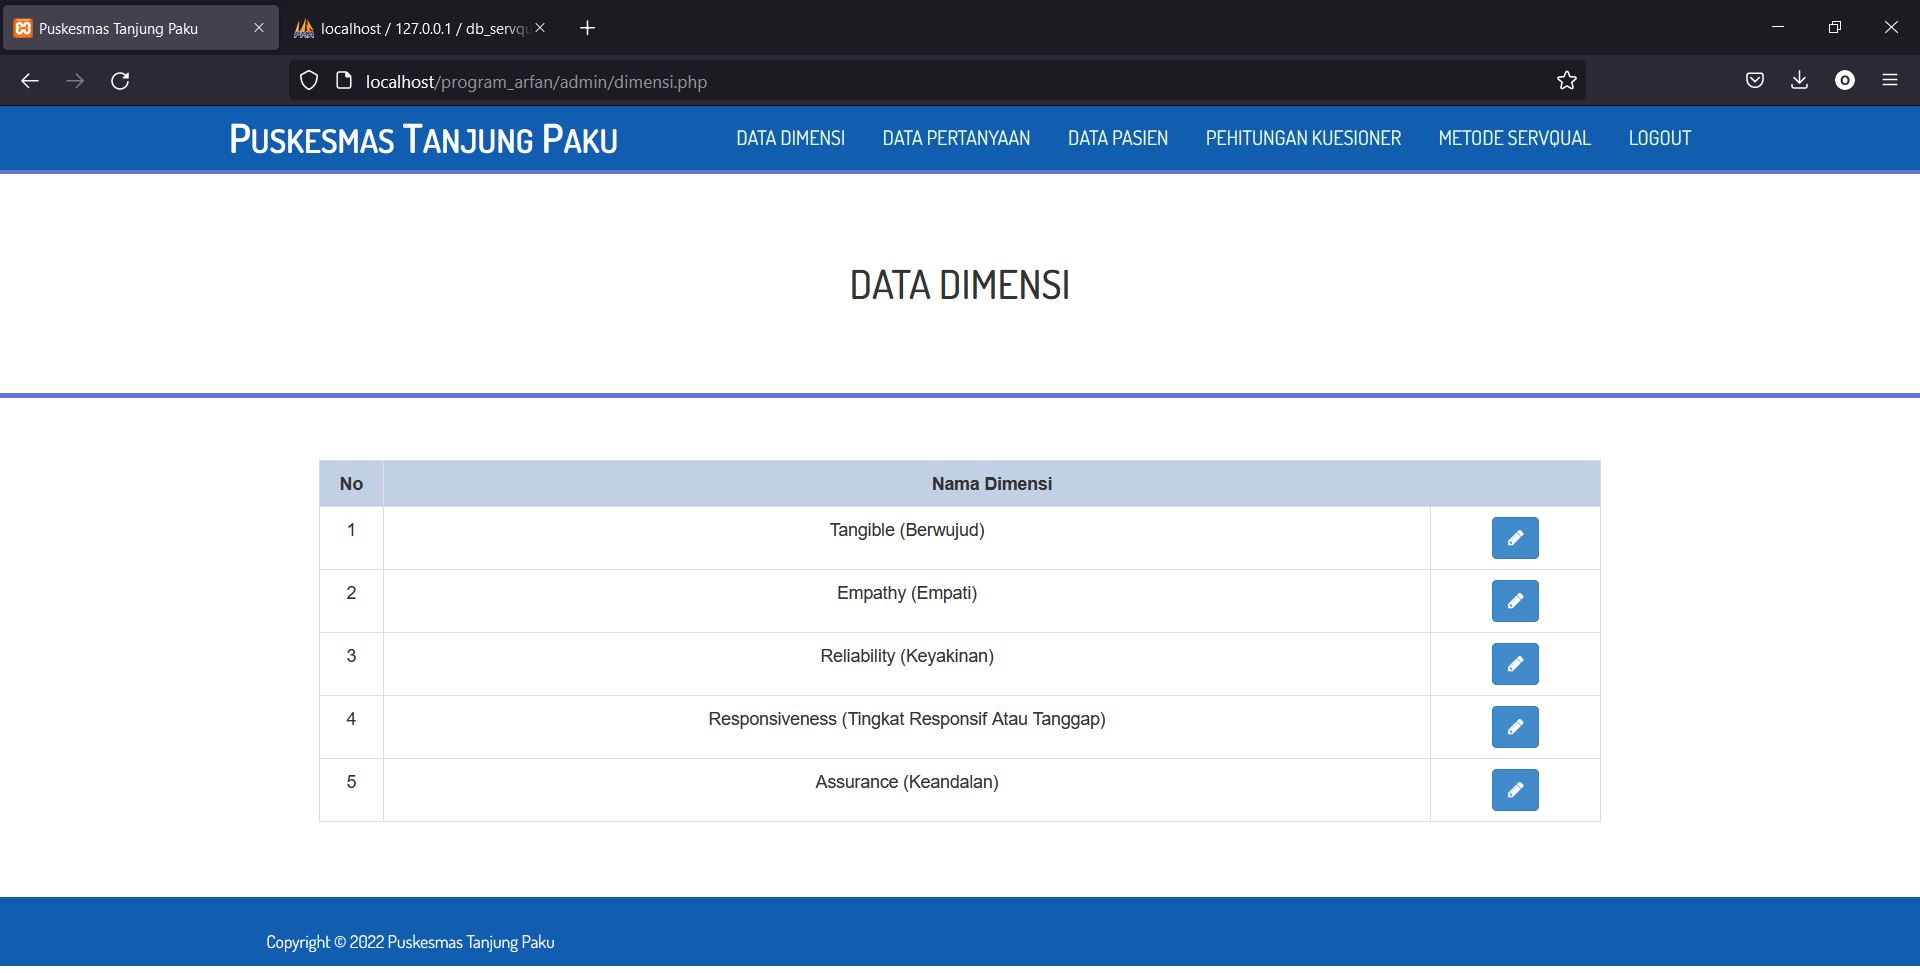 Puskesmas Tanjung Paku
localhost / 127.0.0.1 / db_servqu
localhost/program_arfan/admin/dimensi.php
PUSKESMAS TANJUNG PAKU
DATA DIMENSI
DATA PERTANYAAN
DATA PASIEN
PEHITUNGAN KUESIONER
METODE SERVQUAL
LOGOUT
DATA DIMENSI
No Nama Dimensi
1 Tangible (Berwujud)
2 Empathy (Empati)
3 Reliability (Keyakinan)
4 Responsiveness (Tingkat Responsif Atau Tanggap)
5 Assurance (Keandalan)
Copyright © 2022 Puskesmas Tanjung Paku